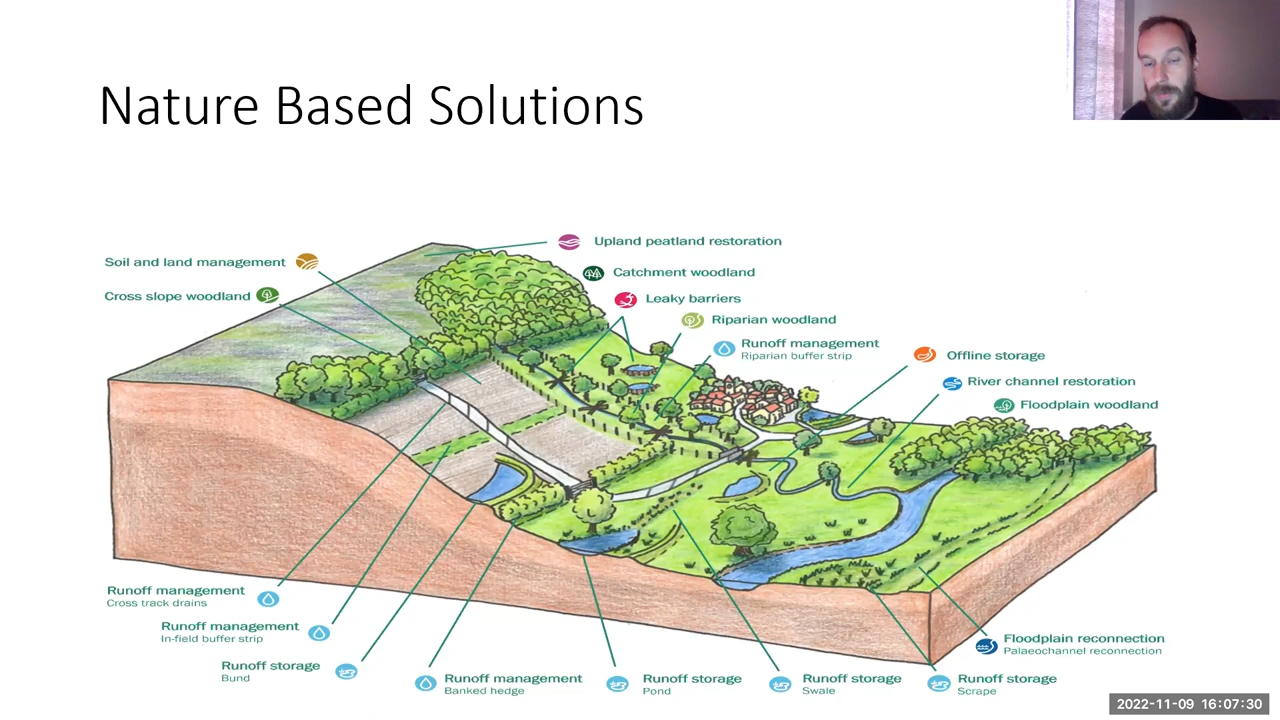 Nature Based Solutions
Upland peatland restoration
Soil and land management
Catchment woodland
Cross slope woodland
Leaky barriers
Riparian woodland
Runoff management
Riparian buffer strip
Offline storage
River channel restoration
Floodplain woodland
Runoff management
Cross track drains
Runoff management
In-field buffer strip
Runoff storage
Bund
Runoff management
Banked hedge
Runoff storage
Pond
Runoff storage
Swale
Runoff storage
Scrape
Floodplain reconnection
Palaeochannel reconnection
2022-11-09 16:07:30